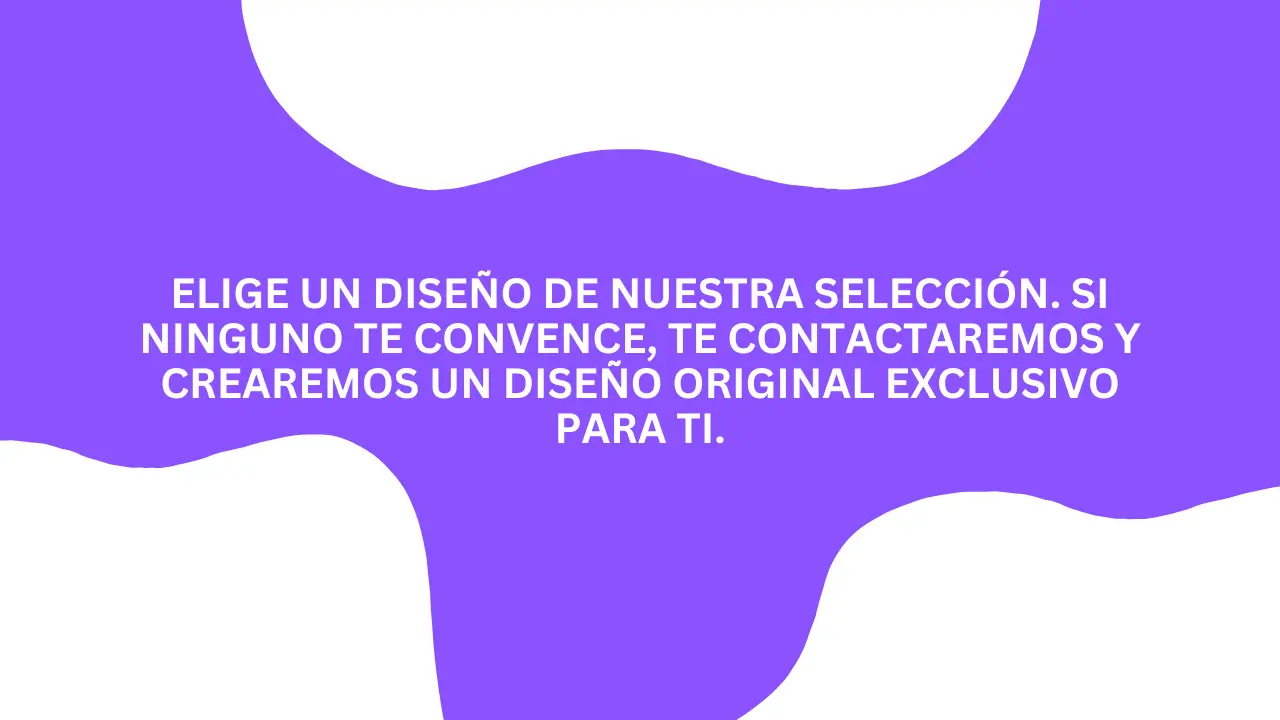 ELIGE UN DISEÑO DE NUESTRA SELECCIÓN. SI
NINGUNO TE CONVENCE, TE CONTACTAREMOS Y
CREAREMOS UN DISEÑO ORIGINAL EXCLUSIVO
PARA TI.